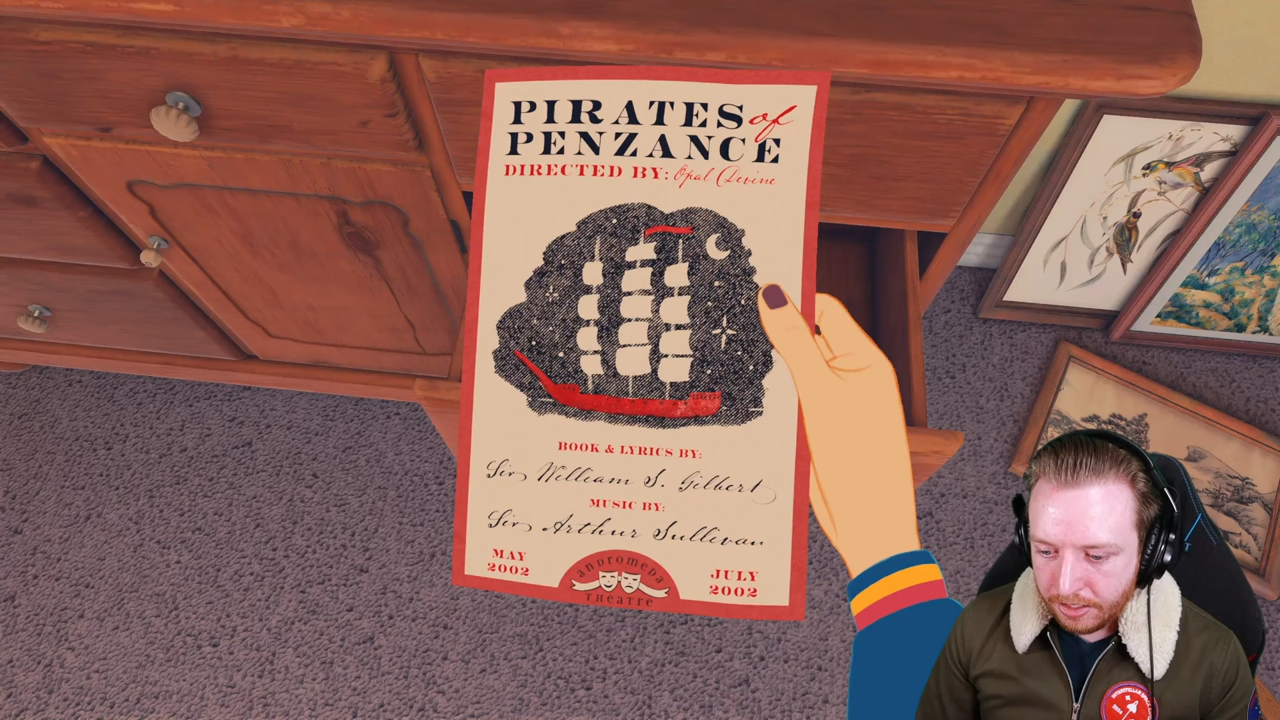 PIRATES of
PENZANCE
DIRECTED BY: Opal Devine
BOOK & LYRICS BY:
Sir William S. Gilbert
MUSIC BY:
Sir Arthur Sullivan
MAY
2002
JULY
2002
andromeda
THEATRE